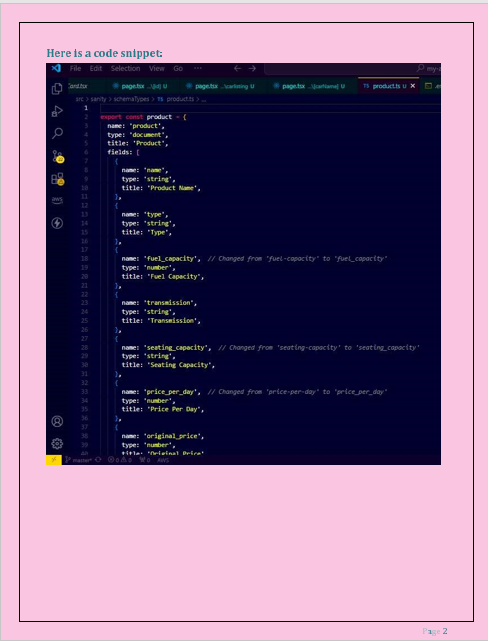 Here is a code snippet:
File Edit Selection View Go ...
page.tsx ...\[id] U page.tsx ...\carlisting U page.tsx ...\[carName] U TS product.ts U ×
src > sanity > schemaTypes > TS product.ts > ...
1
2 export const product = {
3 name: 'product',
4 type: 'document',
5 title: 'Product',
6 fields: [
7 {
8 name: 'name',
9 type: 'string',
10 title: 'Product Name',
11 },
12 {
13 name: 'type',
14 type: 'string',
15 title: 'Type',
16 },
17 {
18 name: 'fuel_capacity', // Changed from 'fuel-capacity' to 'fuel_capacity'
19 type: 'number',
20 title: 'Fuel Capacity',
21 },
22 {
23 name: 'transmission',
24 type: 'string',
25 title: 'Transmission',
26 },
27 {
28 name: 'seating_capacity', // Changed from 'seating-capacity' to 'seating_capacity'
29 type: 'string',
30 title: 'Seating Capacity',
31 },
32 {
33 name: 'price_per_day', // Changed from 'price-per-day' to 'price_per_day'
34 type: 'number',
35 title: 'Price Per Day',
36 },
37 {
38 name: 'original_price',
39 type: 'number',
40 title: 'Original Price'
master* 0 0 0 AWS
Page 2